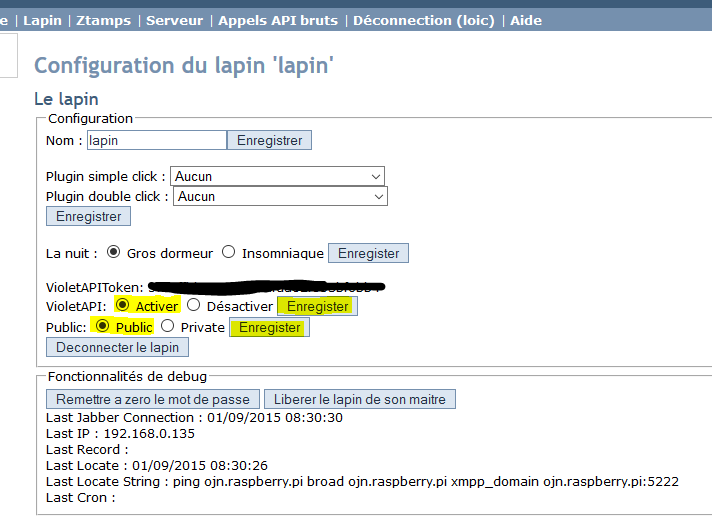 e | Lapin | Ztamps | Serveur | Appels API bruts | Déconnection (loic) | Aide
Configuration du lapin 'lapin'
Le lapin
Configuration
Nom : lapin Enregistrer
Plugin simple click : Aucun
Plugin double click : Aucun
Enregistrer
La nuit : Gros dormeur Insomniaque Enregister
VioletAPIToken:
VioletAPI: Activer Désactiver Enregister
Public: Public Private Enregister
Deconnecter le lapin
Fonctionnalités de debug
Remettre a zero le mot de passe Liberer le lapin de son maitre
Last Jabber Connection : 01/09/2015 08:30:30
Last IP : 192.168.0.135
Last Record :
Last Locate : 01/09/2015 08:30:26
Last Locate String : ping ojn.raspberry.pi broad ojn.raspberry.pi xmpp_domain ojn.raspberry.pi:5222
Last Cron :